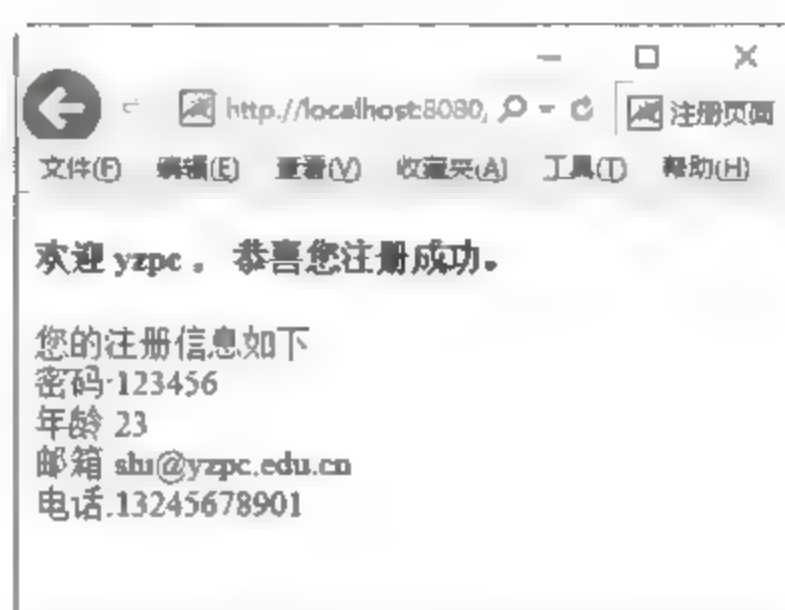 http://localhost:8080, 注册页面
文件(F) 编辑(E) 查看(V) 收藏夹(A) 工具(T) 帮助(H)
欢迎 yzpc 。 恭喜您注册成功。
您的注册信息如下
密码:123456
年龄 23
邮箱 shi@yzpc.edu.cn
电话.13245678901